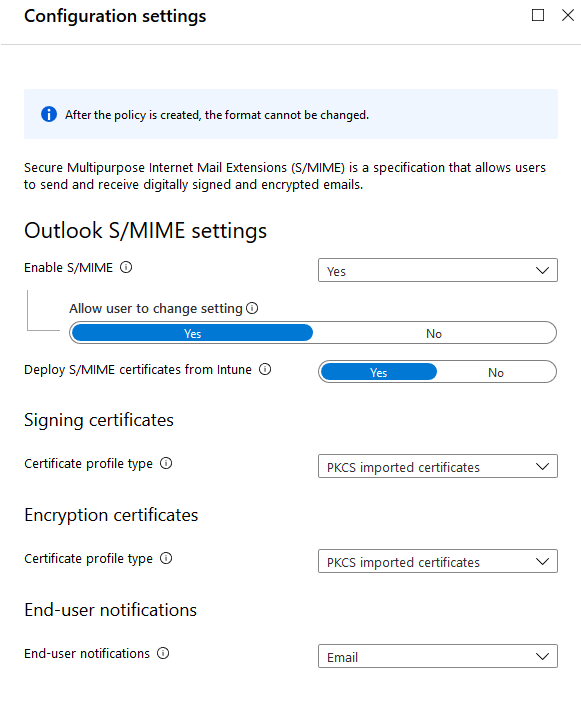 Configuration settings
After the policy is created, the format cannot be changed.
Secure Multipurpose Internet Mail Extensions (S/MIME) is a specification that allows users
to send and receive digitally signed and encrypted emails.
Outlook S/MIME settings
Enable S/MIME
Yes
Allow user to change setting
Yes No
Deploy S/MIME certificates from Intune
Yes No
Signing certificates
Certificate profile type
PKCS imported certificates
Encryption certificates
Certificate profile type
PKCS imported certificates
End-user notifications
End-user notifications
Email